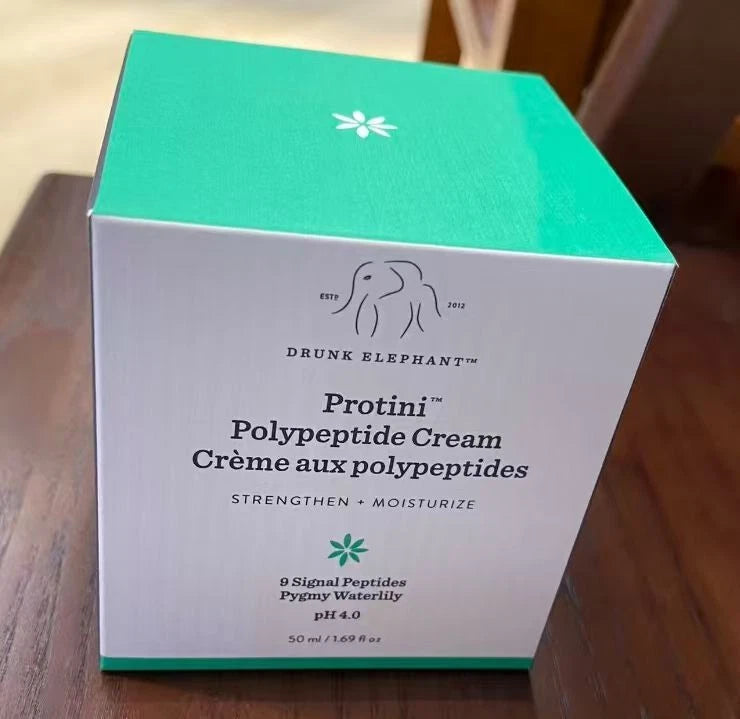 ESTD 2012
DRUNK ELEPHANT™
Protini™
Polypeptide Cream
Crème aux polypeptides
STRENGTHEN + MOISTURIZE
9 Signal Peptides
Pygmy Waterlily
pH 4.0
50 ml / 1.69 fl oz